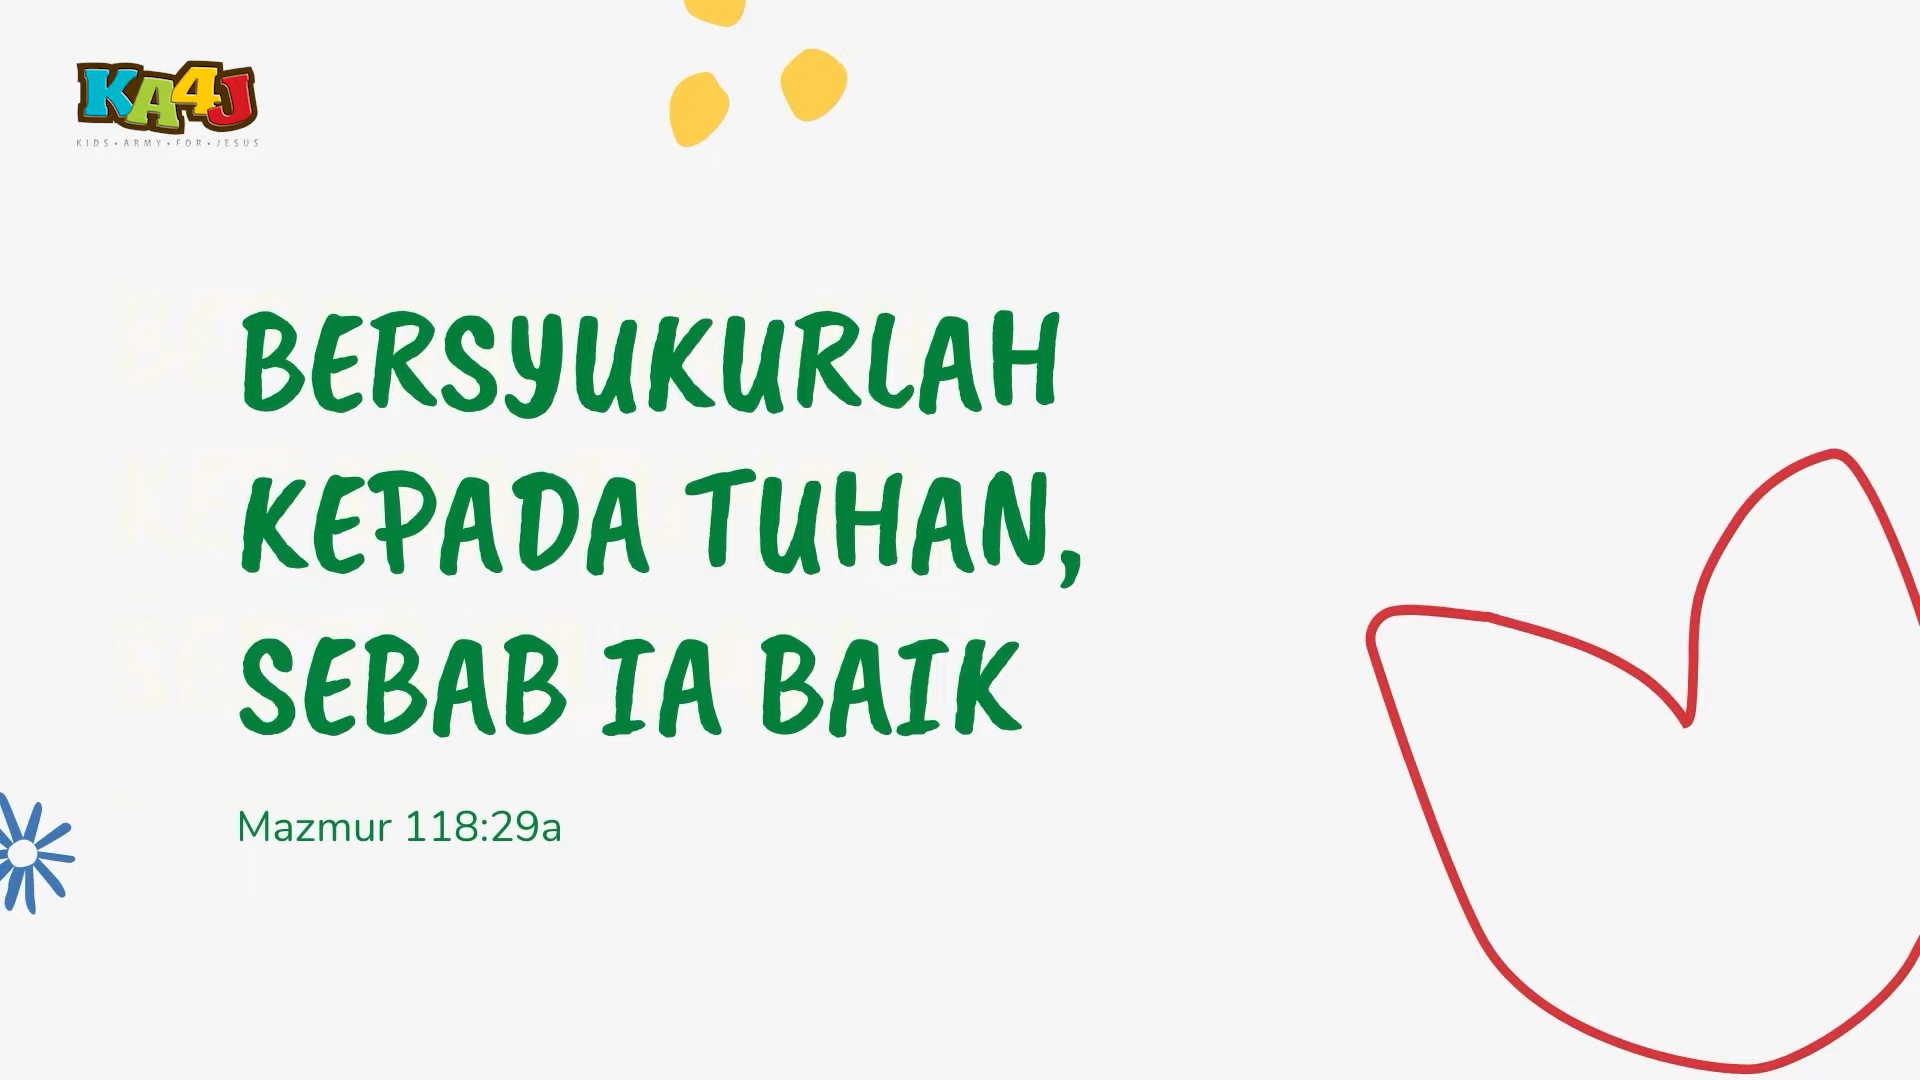 KA4J
KIDS • ARMY • FOR • JESUS
BERSYUKURLAH
KEPADA TUHAN,
SEBAB IA BAIK
Mazmur 118:29a